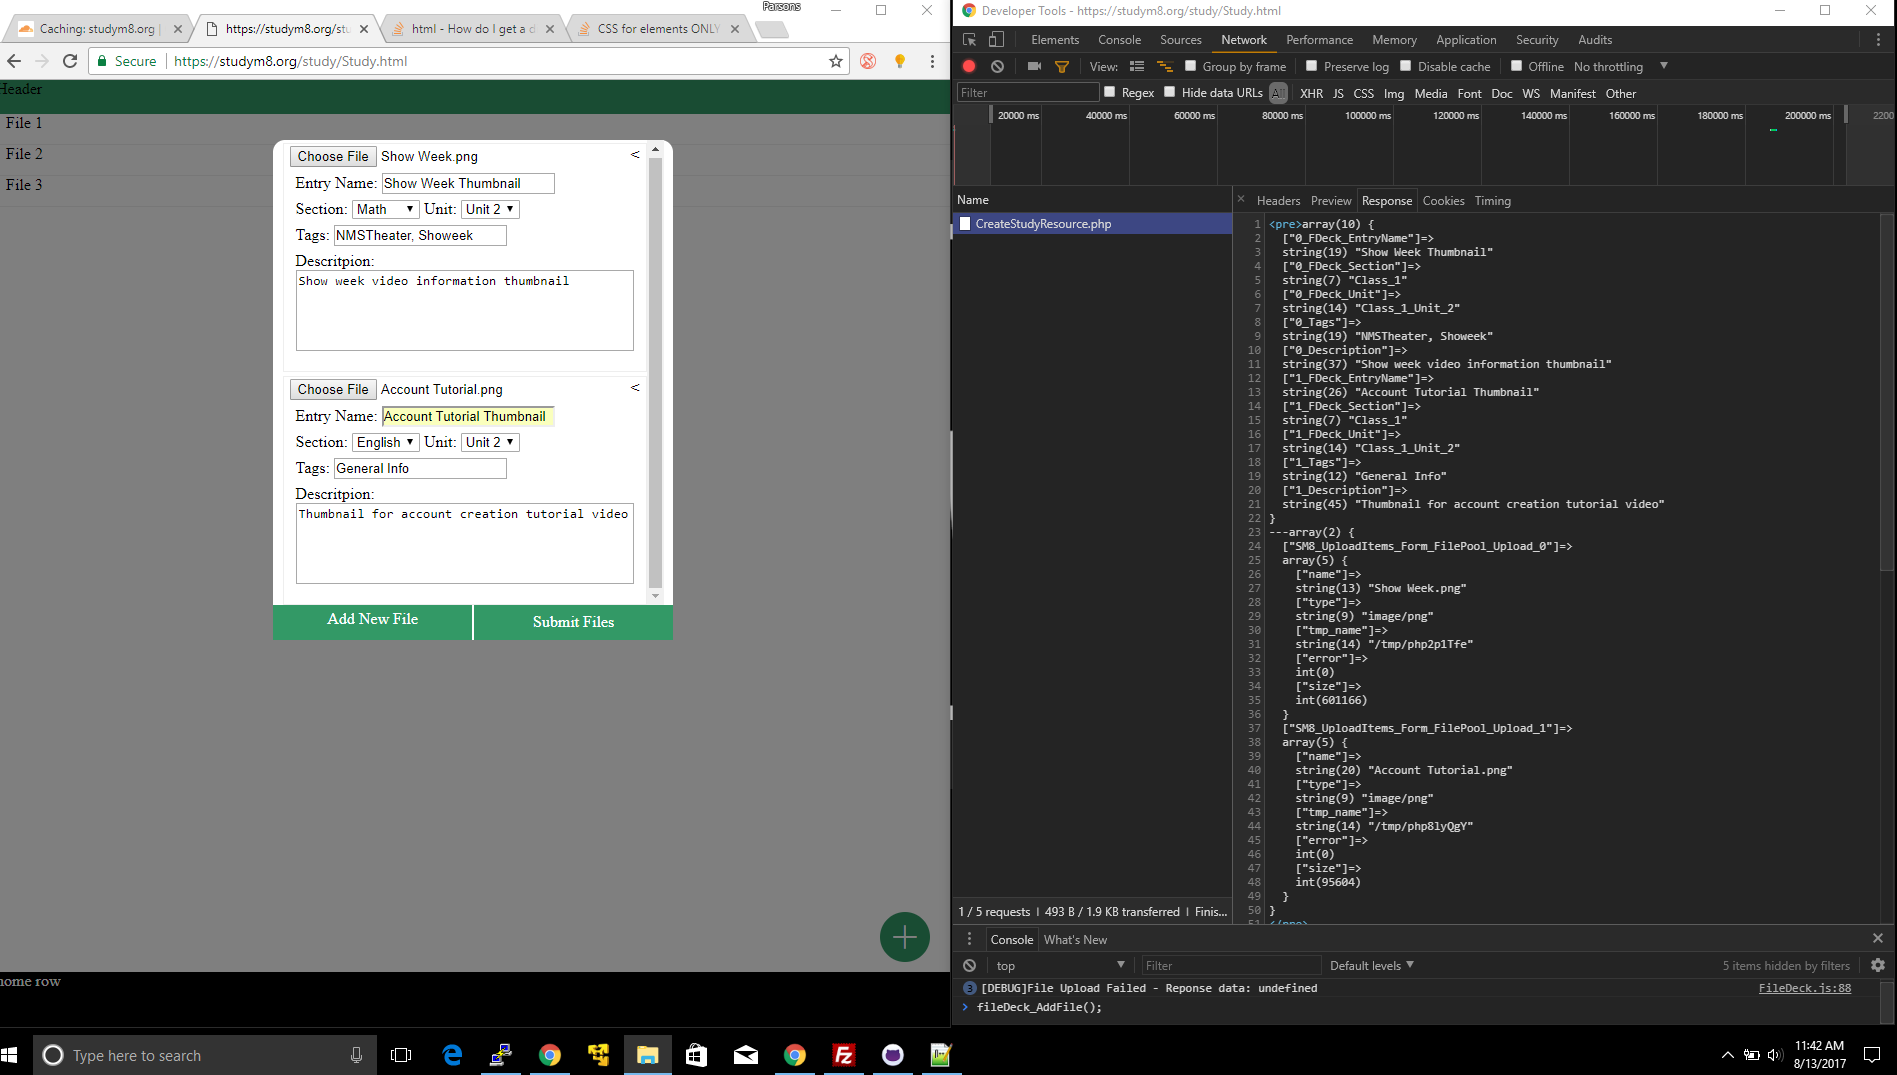 Caching: studym8.org
https://studym8.org/stu
html - How do I get a d
CSS for elements ONLY
Parsons
Secure
https://studym8.org/study/Study.html
Header
File 1
File 2
File 3
Choose File Show Week.png <
Entry Name: Show Week Thumbnail
Section: Math Unit: Unit 2
Tags: NMSTheater, Showeek
Descritpion:
Show week video information thumbnail
Choose File Account Tutorial.png <
Entry Name: Account Tutorial Thumbnail
Section: English Unit: Unit 2
Tags: General Info
Descritpion:
Thumbnail for account creation tutorial video
Add New File Submit Files
home row
Developer Tools - https://studym8.org/study/Study.html
Elements Console Sources Network Performance Memory Application Security Audits
View: Group by frame Preserve log Disable cache Offline No throttling
Filter Regex Hide data URLs All XHR JS CSS Img Media Font Doc WS Manifest Other
20000 ms 40000 ms 60000 ms 80000 ms 100000 ms 120000 ms 140000 ms 160000 ms 180000 ms 200000 ms 2200
Name
CreateStudyResource.php
Headers Preview Response Cookies Timing
1 <pre>array(10) {
2 ["0_FDeck_EntryName"]=>
3 string(19) "Show Week Thumbnail"
4 ["0_FDeck_Section"]=>
5 string(7) "Class_1"
6 ["0_FDeck_Unit"]=>
7 string(14) "Class_1_Unit_2"
8 ["0_Tags"]=>
9 string(19) "NMSTheater, Showeek"
10 ["0_Description"]=>
11 string(37) "Show week video information thumbnail"
12 ["1_FDeck_EntryName"]=>
13 string(26) "Account Tutorial Thumbnail"
14 ["1_FDeck_Section"]=>
15 string(7) "Class_1"
16 ["1_FDeck_Unit"]=>
17 string(14) "Class_1_Unit_2"
18 ["1_Tags"]=>
19 string(12) "General Info"
20 ["1_Description"]=>
21 string(45) "Thumbnail for account creation tutorial video"
22 }
23 ---array(2) {
24 ["SM8_UploadItems_Form_FilePool_Upload_0"]=>
25 array(5) {
26 ["name"]=>
27 string(13) "Show Week.png"
28 ["type"]=>
29 string(9) "image/png"
30 ["tmp_name"]=>
31 string(14) "/tmp/php2p1Tfe"
32 ["error"]=>
33 int(0)
34 ["size"]=>
35 int(601166)
36 }
37 ["SM8_UploadItems_Form_FilePool_Upload_1"]=>
38 array(5) {
39 ["name"]=>
40 string(20) "Account Tutorial.png"
41 ["type"]=>
42 string(9) "image/png"
43 ["tmp_name"]=>
44 string(14) "/tmp/php8lyQgY"
45 ["error"]=>
46 int(0)
47 ["size"]=>
48 int(95604)
49 }
50 }
51 </pre>
1 / 5 requests | 493 B / 1.9 KB transferred | Finis...
Console What's New
top Filter Default levels 5 items hidden by filters
3 [DEBUG]File Upload Failed - Reponse data: undefined FileDeck.js:88
> fileDeck_AddFile();
Type here to search
11:42 AM
8/13/2017